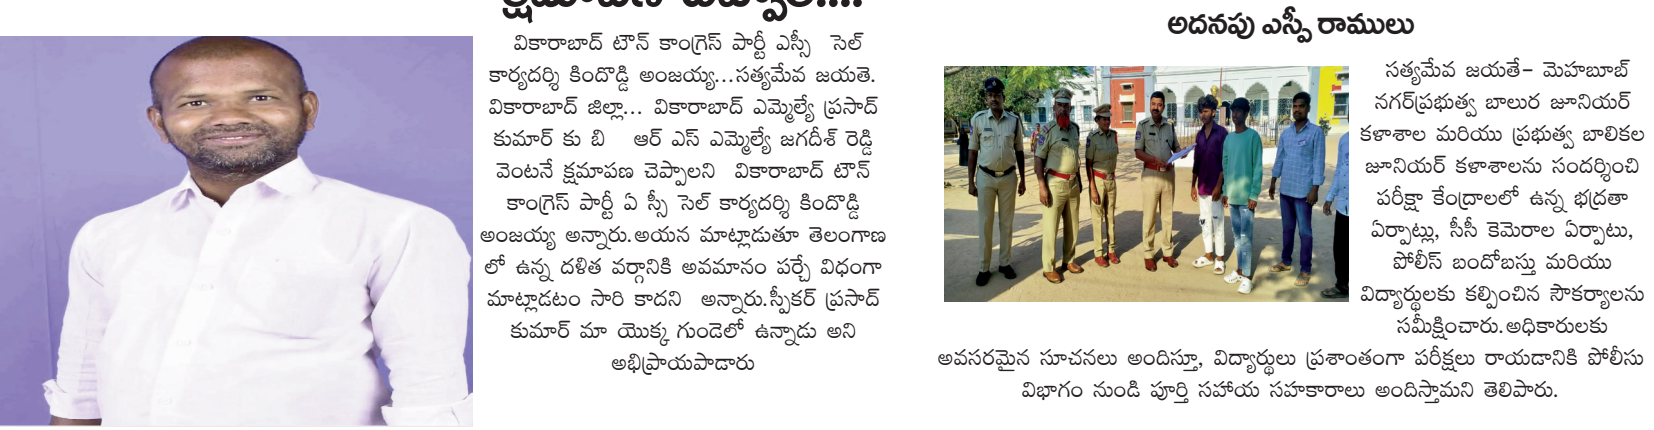 క్షమాపణ చెప్పాలి....
వికారాబాద్ టౌన్ కాంగ్రెస్ పార్టీ ఎస్సీ సెల్
కార్యదర్శి కిందొడ్డి అంజయ్య...సత్యమేవ జయతె.
వికారాబాద్ జిల్లా... వికారాబాద్ ఎమ్మెల్యే ప్రసాద్
కుమార్ కు బి ఆర్ ఎస్ ఎమ్మెల్యే జగదీశ్ రెడ్డి
వెంటనే క్షమాపణ చెప్పాలని వికారాబాద్ టౌన్
కాంగ్రెస్ పార్టీ ఏ స్సీ సెల్ కార్యదర్శి కిందొడ్డి
అంజయ్య అన్నారు.అయన మాట్లాడుతూ తెలంగాణ
లో ఉన్న దళిత వర్గానికి అవమానం పర్చే విధంగా
మాట్లాడటం సారి కాదని అన్నారు.స్పీకర్ ప్రసాద్
కుమార్ మా యొక్క గుండెలో ఉన్నాడు అని
అభిప్రాయపాడారు
అదనపు ఎస్పీ రాములు
సత్యమేవ జయతే- మెహబూబ్
నగర్‌ప్రభుత్వ బాలుర జూనియర్
కళాశాల మరియు ప్రభుత్వ బాలికల
జూనియర్ కళాశాలను సందర్శించి
పరీక్షా కేంద్రాలలో ఉన్న భద్రతా
ఏర్పాట్లు, సీసీ కెమెరాల ఏర్పాటు,
పోలీస్ బందోబస్తు మరియు
విద్యార్థులకు కల్పించిన సౌకర్యాలను
సమీక్షించారు.అధికారులకు
అవసరమైన సూచనలు అందిస్తూ, విద్యార్థులు ప్రశాంతంగా పరీక్షలు రాయడానికి పోలీసు
విభాగం నుండి పూర్తి సహాయ సహకారాలు అందిస్తామని తెలిపారు.